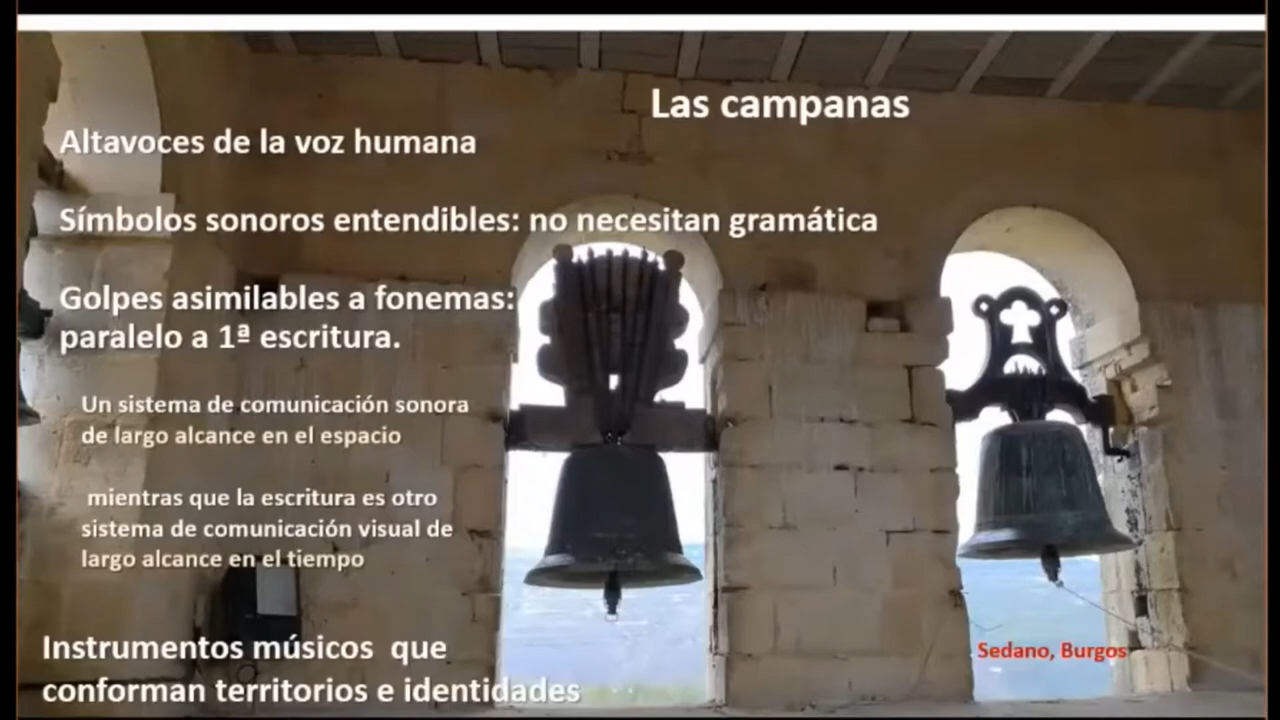 Las campanas
Altavoces de la voz humana
Símbolos sonoros entendibles: no necesitan gramática
Golpes asimilables a fonemas:
paralelo a 1ª escritura.
Un sistema de comunicación sonora
de largo alcance en el espacio
mientras que la escritura es otro
sistema de comunicación visual de
largo alcance en el tiempo
Instrumentos músicos que
conforman territorios e identidades
Sedano, Burgos